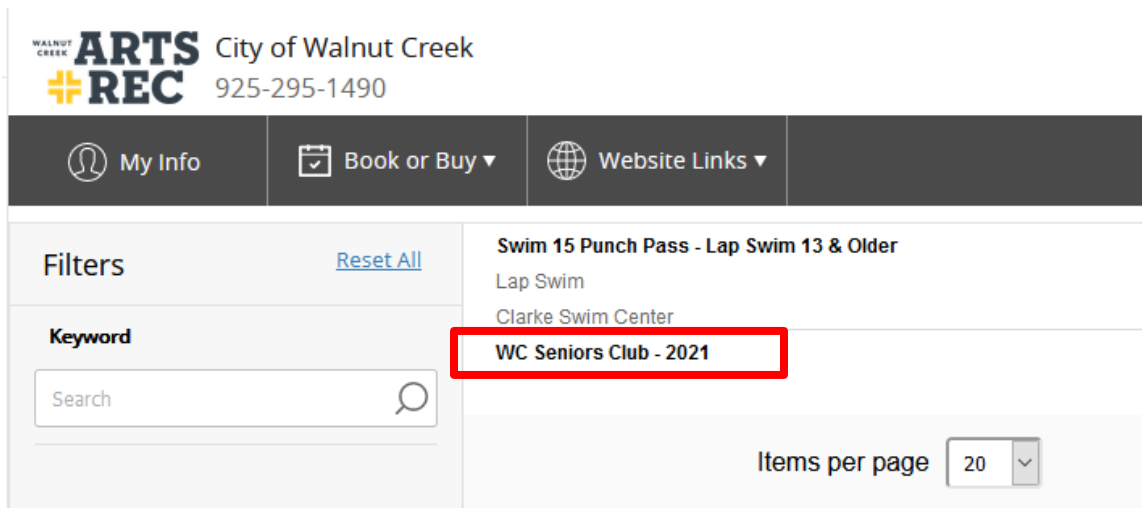 WALNUT CREEK ARTS + REC
City of Walnut Creek
925-295-1490
My Info
Book or Buy ▾
Website Links ▾
Filters
Reset All
Keyword
Search
Swim 15 Punch Pass - Lap Swim 13 & Older
Lap Swim
Clarke Swim Center
WC Seniors Club - 2021
Items per page 20